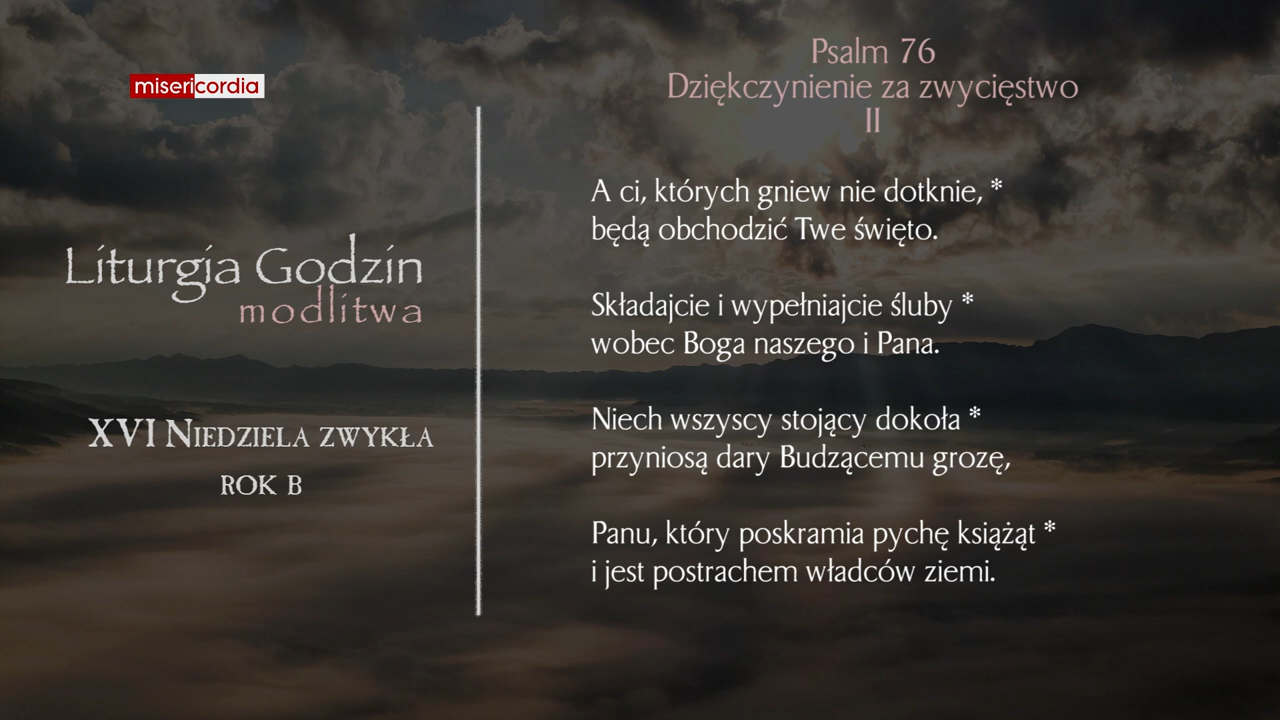 misericordia
Liturgia Godzin
modlitwa
XVI NIEDZIELA ZWYKŁA
ROK B
Psalm 76
Dziękczynienie za zwycięstwo
II
A ci, których gniew nie dotknie, *
będą obchodzić Twe święto.
Składajcie i wypełniajcie śluby *
wobec Boga naszego i Pana.
Niech wszyscy stojący dokoła *
przyniosą dary Budzącemu grozę,
Panu, który poskramia pychę książąt *
i jest postrachem władców ziemi.